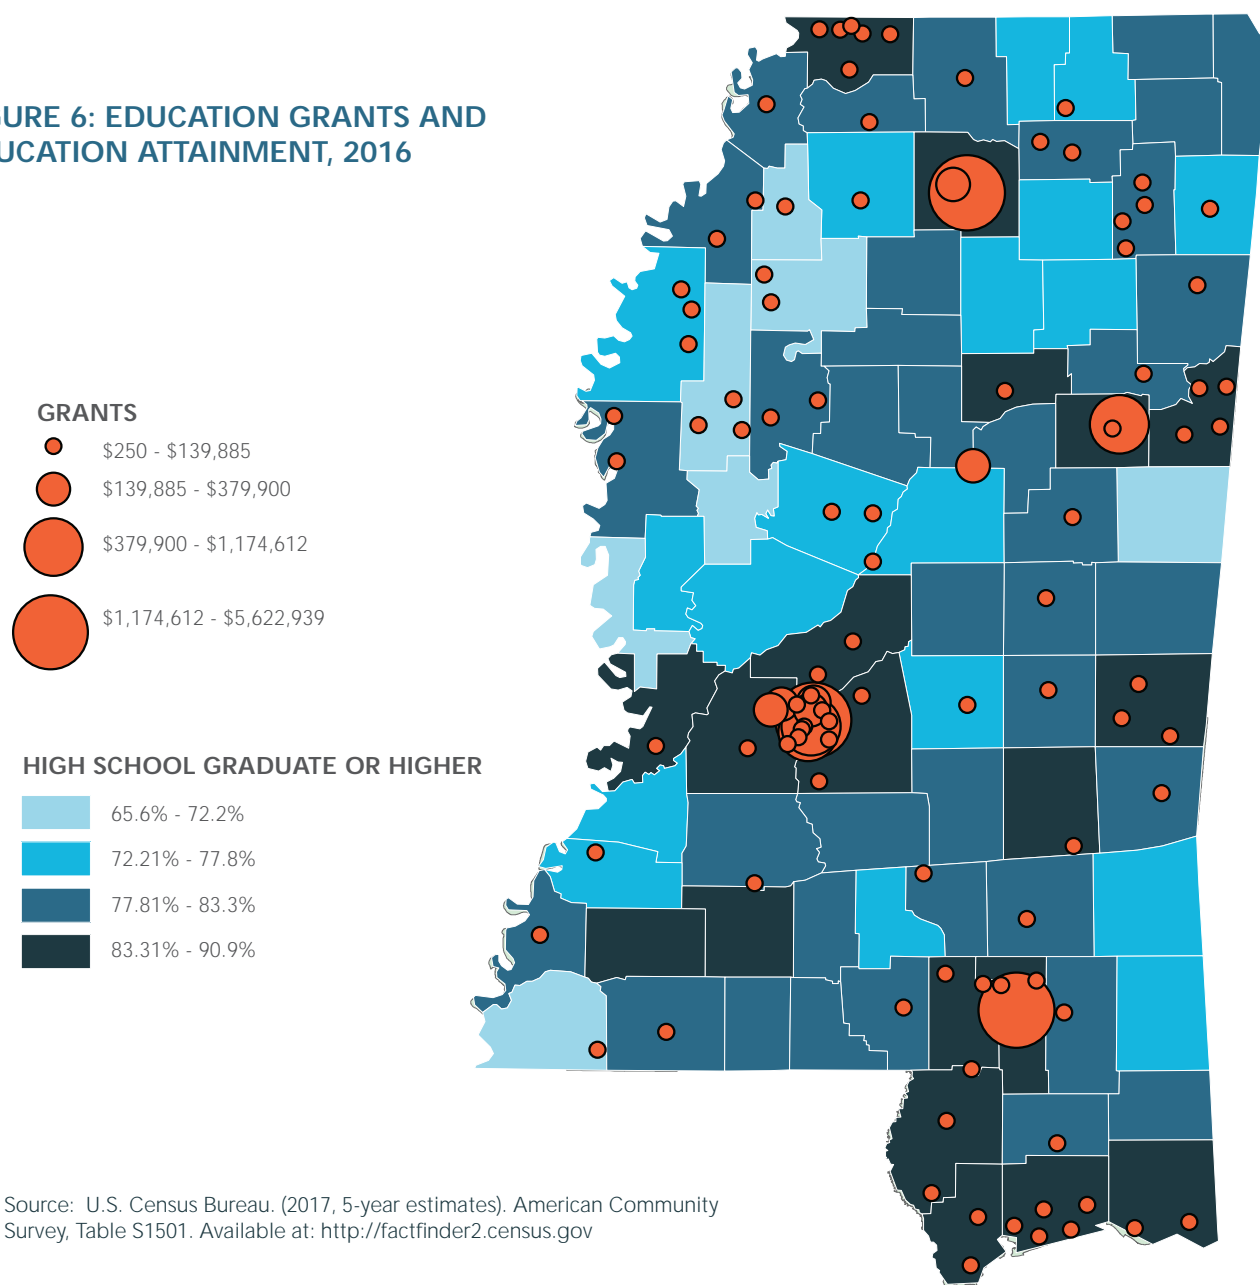 URE 6: EDUCATION GRANTS AND
UCATION ATTAINMENT, 2016
GRANTS
$250 - $139,885
$139,885 - $379,900
$379,900 - $1,174,612
$1,174,612 - $5,622,939
HIGH SCHOOL GRADUATE OR HIGHER
65.6% - 72.2%
72.21% - 77.8%
77.81% - 83.3%
83.31% - 90.9%
Source: U.S. Census Bureau. (2017, 5-year estimates). American Community
Survey, Table S1501. Available at: http://factfinder2.census.gov